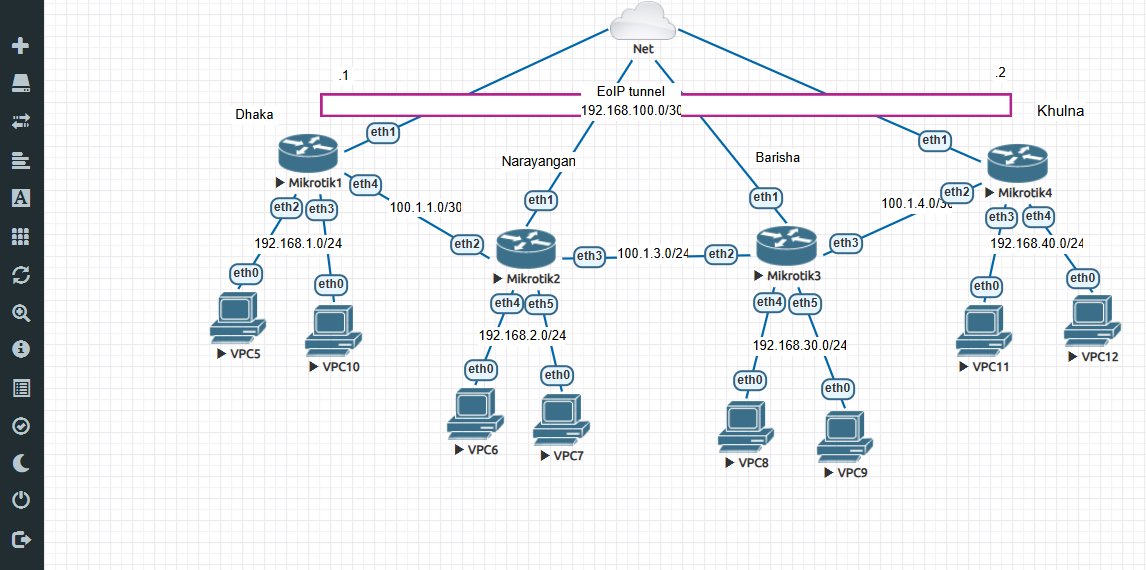 Net
.1
.2
EoIP tunnel
192.168.100.0/30
Dhaka
Khulna
eth1
eth1
Narayangan
Barisha
Mikrotik1
Mikrotik4
eth4
eth2
100.1.1.0/30
100.1.4.0/30
eth1
eth1
eth2
eth3
eth3
eth4
192.168.1.0/24
192.168.40.0/24
eth2
eth3
100.1.3.0/24
eth2
eth3
Mikrotik2
Mikrotik3
eth0
eth0
eth0
eth0
eth4
eth5
eth4
eth5
192.168.2.0/24
192.168.30.0/24
VPC5
VPC10
VPC11
VPC12
eth0
eth0
eth0
eth0
VPC6
VPC7
VPC8
VPC9